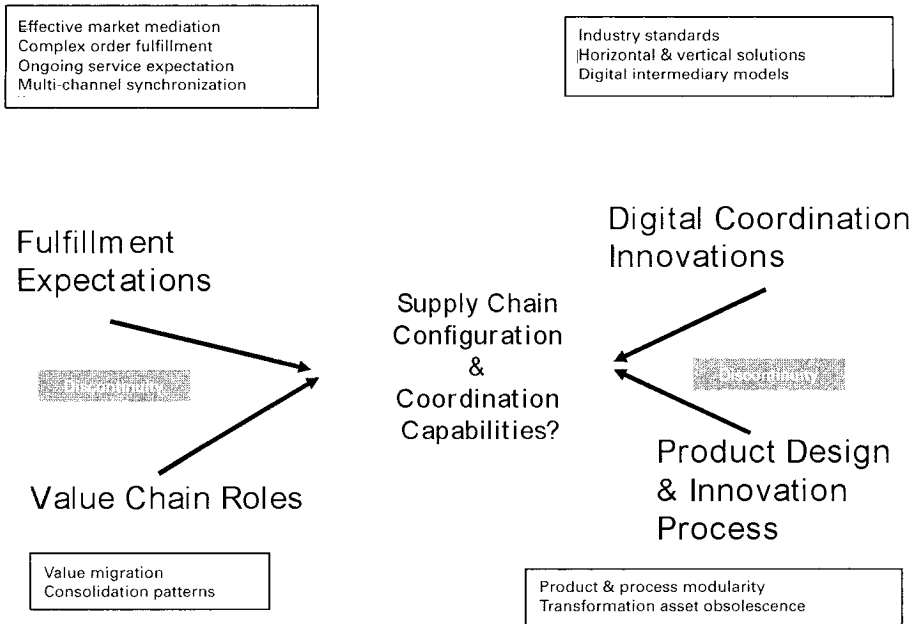 Effective market mediation
Complex order fulfillment
Ongoing service expectation
Multi-channel synchronization
Industry standards
Horizontal & vertical solutions
Digital intermediary models
Fulfillment
Expectations
Digital Coordination
Innovations
Supply Chain
Configuration
&
Coordination
Capabilities?
Discontinuity
Discontinuity
Value Chain Roles
Product Design
& Innovation
Process
Value migration
Consolidation patterns
Product & process modularity
Transformation asset obsolescence